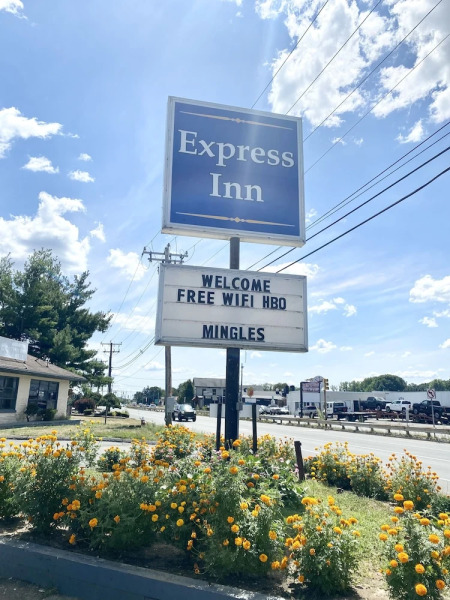 Express
Inn
WELCOME
FREE WIFI HBO
MINGLES